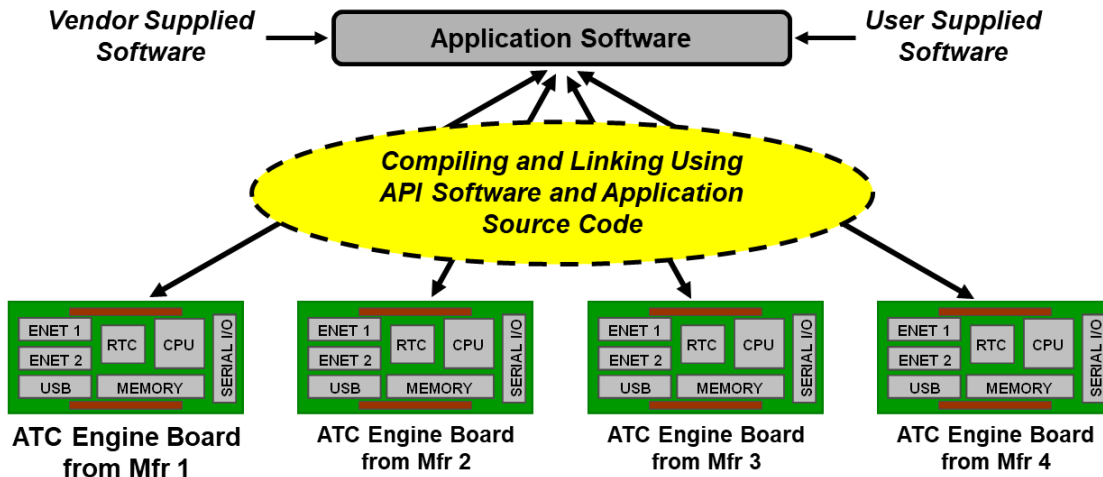 Vendor Supplied
Software
Application Software
User Supplied
Software
Compiling and Linking Using
API Software and Application
Source Code
ENET 1
ENET 2
USB
RTC
CPU
MEMORY
SERIAL I/O
ENET 1
ENET 2
USB
RTC
CPU
MEMORY
SERIAL I/O
ENET 1
ENET 2
USB
RTC
CPU
MEMORY
SERIAL I/O
ENET 1
ENET 2
USB
RTC
CPU
MEMORY
SERIAL I/O
ATC Engine Board
from Mfr 1
ATC Engine Board
from Mfr 2
ATC Engine Board
from Mfr 3
ATC Engine Board
from Mfr 4